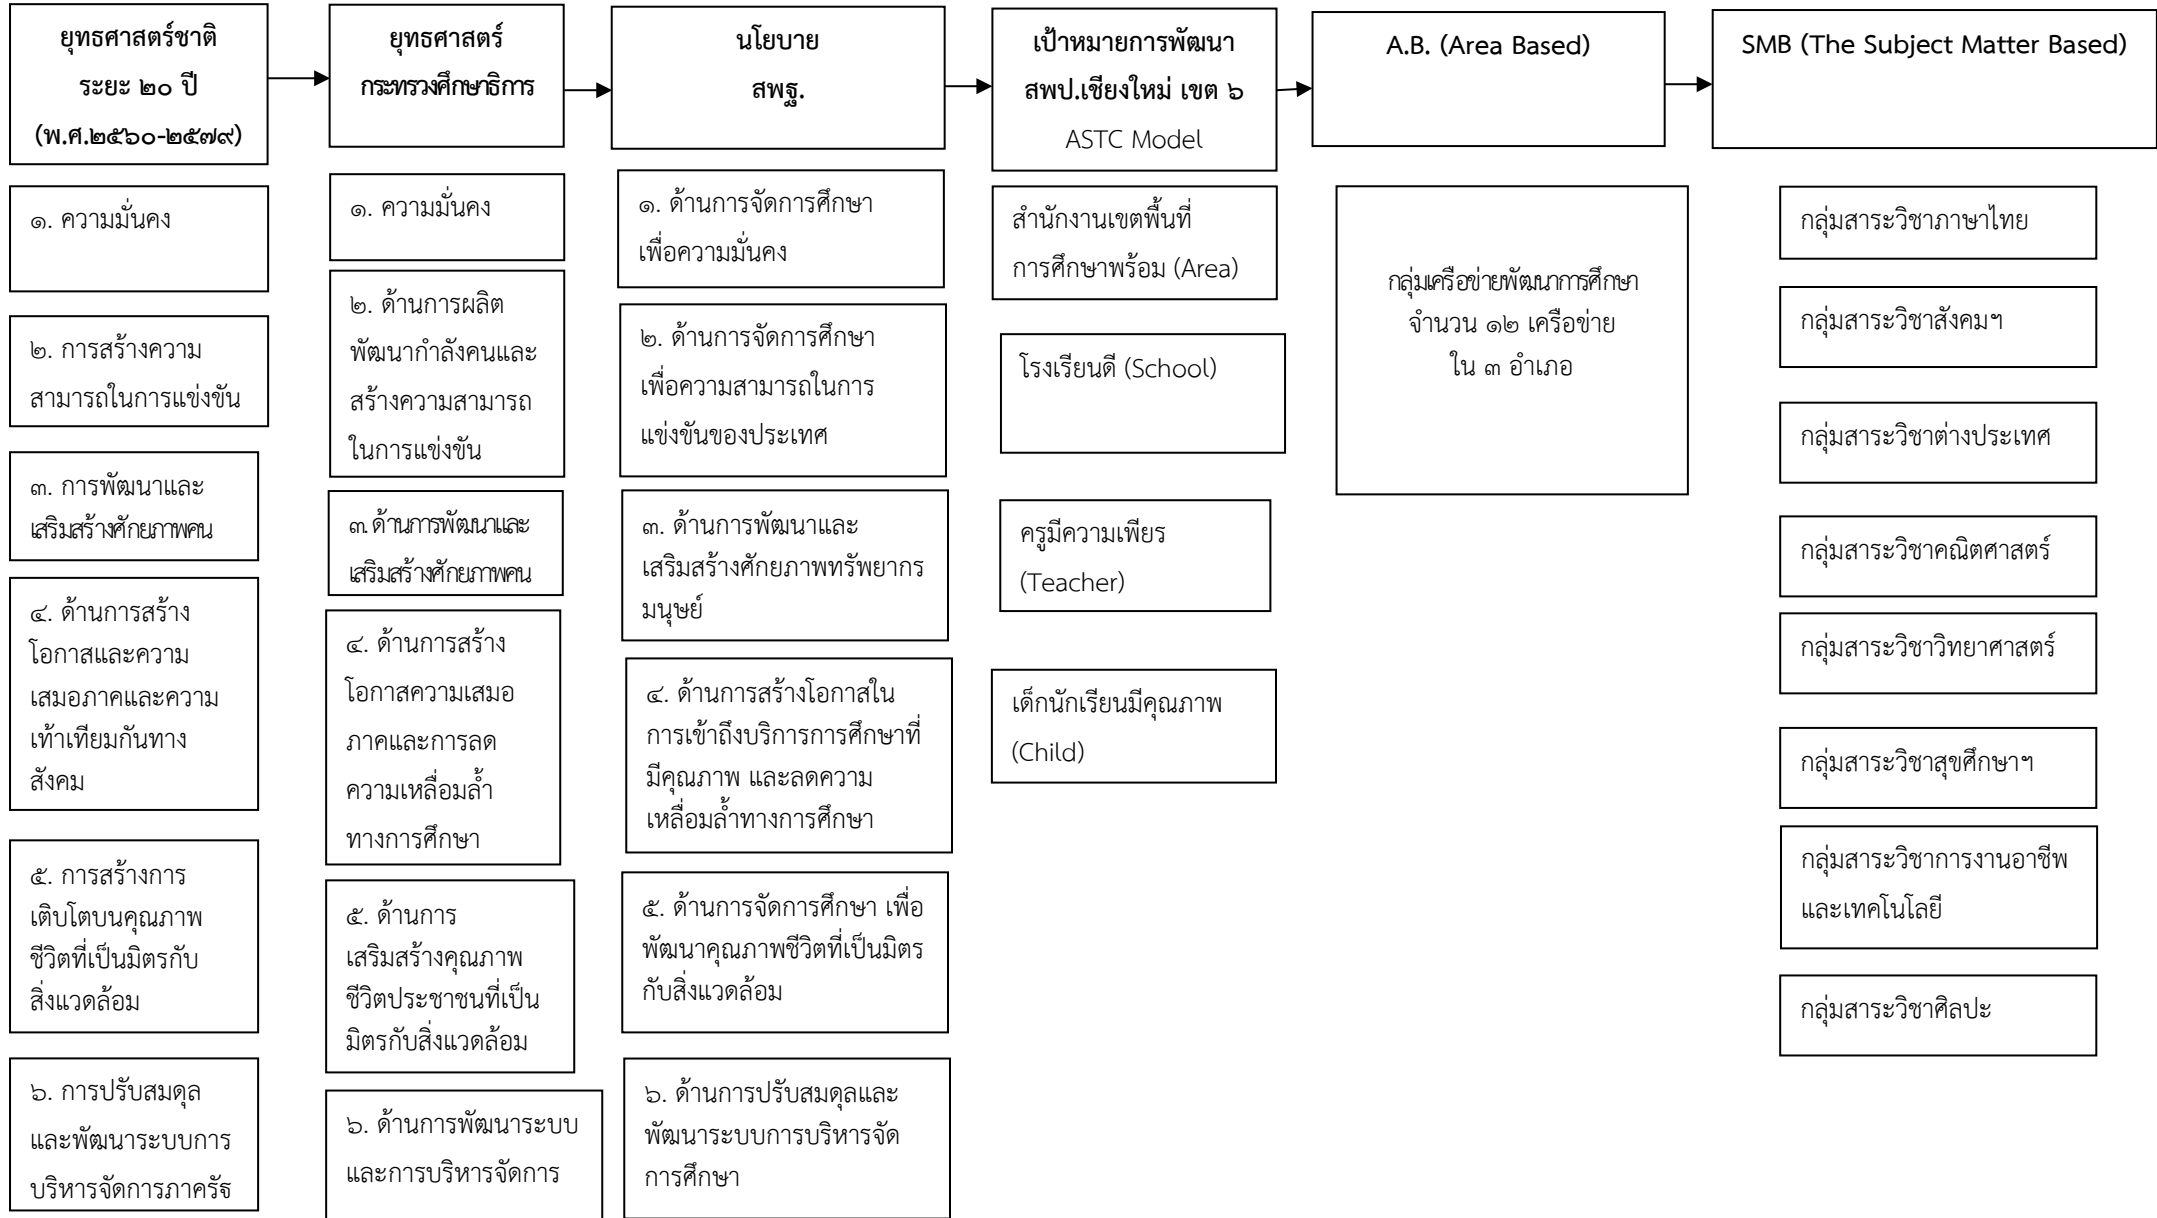 ยุทธศาสตร์ชาติ
ระยะ ๒๐ ปี
(พ.ศ.๒๕๖๐-๒๕๗๙)
ยุทธศาสตร์
กระทรวงศึกษาธิการ
นโยบาย
สพฐ.
เป้าหมายการพัฒนา
สพป.เชียงใหม่ เขต ๖
ASTC Model
A.B. (Area Based)
SMB (The Subject Matter Based)
๑. ความมั่นคง
๒. การสร้างความ
สามารถในการแข่งขัน
๓. การพัฒนาและ
เสริมสร้างศักยภาพคน
๔. ด้านการสร้าง
โอกาสและความ
เสมอภาคและความ
เท้าเทียมกันทาง
สังคม
๕. การสร้างการ
เติบโตบนคุณภาพ
ชีวิตที่เป็นมิตรกับ
สิ่งแวดล้อม
๖. การปรับสมดุล
และพัฒนาระบบการ
บริหารจัดการภาครัฐ
๑. ความมั่นคง
๒. ด้านการผลิต
พัฒนากำลังคนและ
สร้างความสามารถ
ในการแข่งขัน
๓. ด้านการพัฒนาและ
เสริมสร้างศักยภาพคน
๔. ด้านการสร้าง
โอกาสความเสมอ
ภาคและการลด
ความเหลื่อมล้ำ
ทางการศึกษา
๕. ด้านการ
เสริมสร้างคุณภาพ
ชีวิตประชาชนที่เป็น
มิตรกับสิ่งแวดล้อม
๖. ด้านการพัฒนาระบบ
และการบริหารจัดการ
๑. ด้านการจัดการศึกษา
เพื่อความมั่นคง
๒. ด้านการจัดการศึกษา
เพื่อความสามารถในการ
แข่งขันของประเทศ
๓. ด้านการพัฒนาและ
เสริมสร้างศักยภาพทรัพยากร
มนุษย์
๔. ด้านการสร้างโอกาสใน
การเข้าถึงบริการการศึกษาที่
มีคุณภาพ และลดความ
เหลื่อมล้ำทางการศึกษา
๕. ด้านการจัดการศึกษา เพื่อ
พัฒนาคุณภาพชีวิตที่เป็นมิตร
กับสิ่งแวดล้อม
๖. ด้านการปรับสมดุลและ
พัฒนาระบบการบริหารจัด
การศึกษา
สำนักงานเขตพื้นที่
การศึกษาพร้อม (Area)
โรงเรียนดี (School)
ครูมีความเพียร
(Teacher)
เด็กนักเรียนมีคุณภาพ
(Child)
กลุ่มเครือข่ายพัฒนาการศึกษา
จำนวน ๑๒ เครือข่าย
ใน ๓ อำเภอ
กลุ่มสาระวิชาภาษาไทย
กลุ่มสาระวิชาสังคมฯ
กลุ่มสาระวิชาต่างประเทศ
กลุ่มสาระวิชาคณิตศาสตร์
กลุ่มสาระวิชาวิทยาศาสตร์
กลุ่มสาระวิชาสุขศึกษาฯ
กลุ่มสาระวิชาการงานอาชีพ
และเทคโนโลยี
กลุ่มสาระวิชาศิลปะ